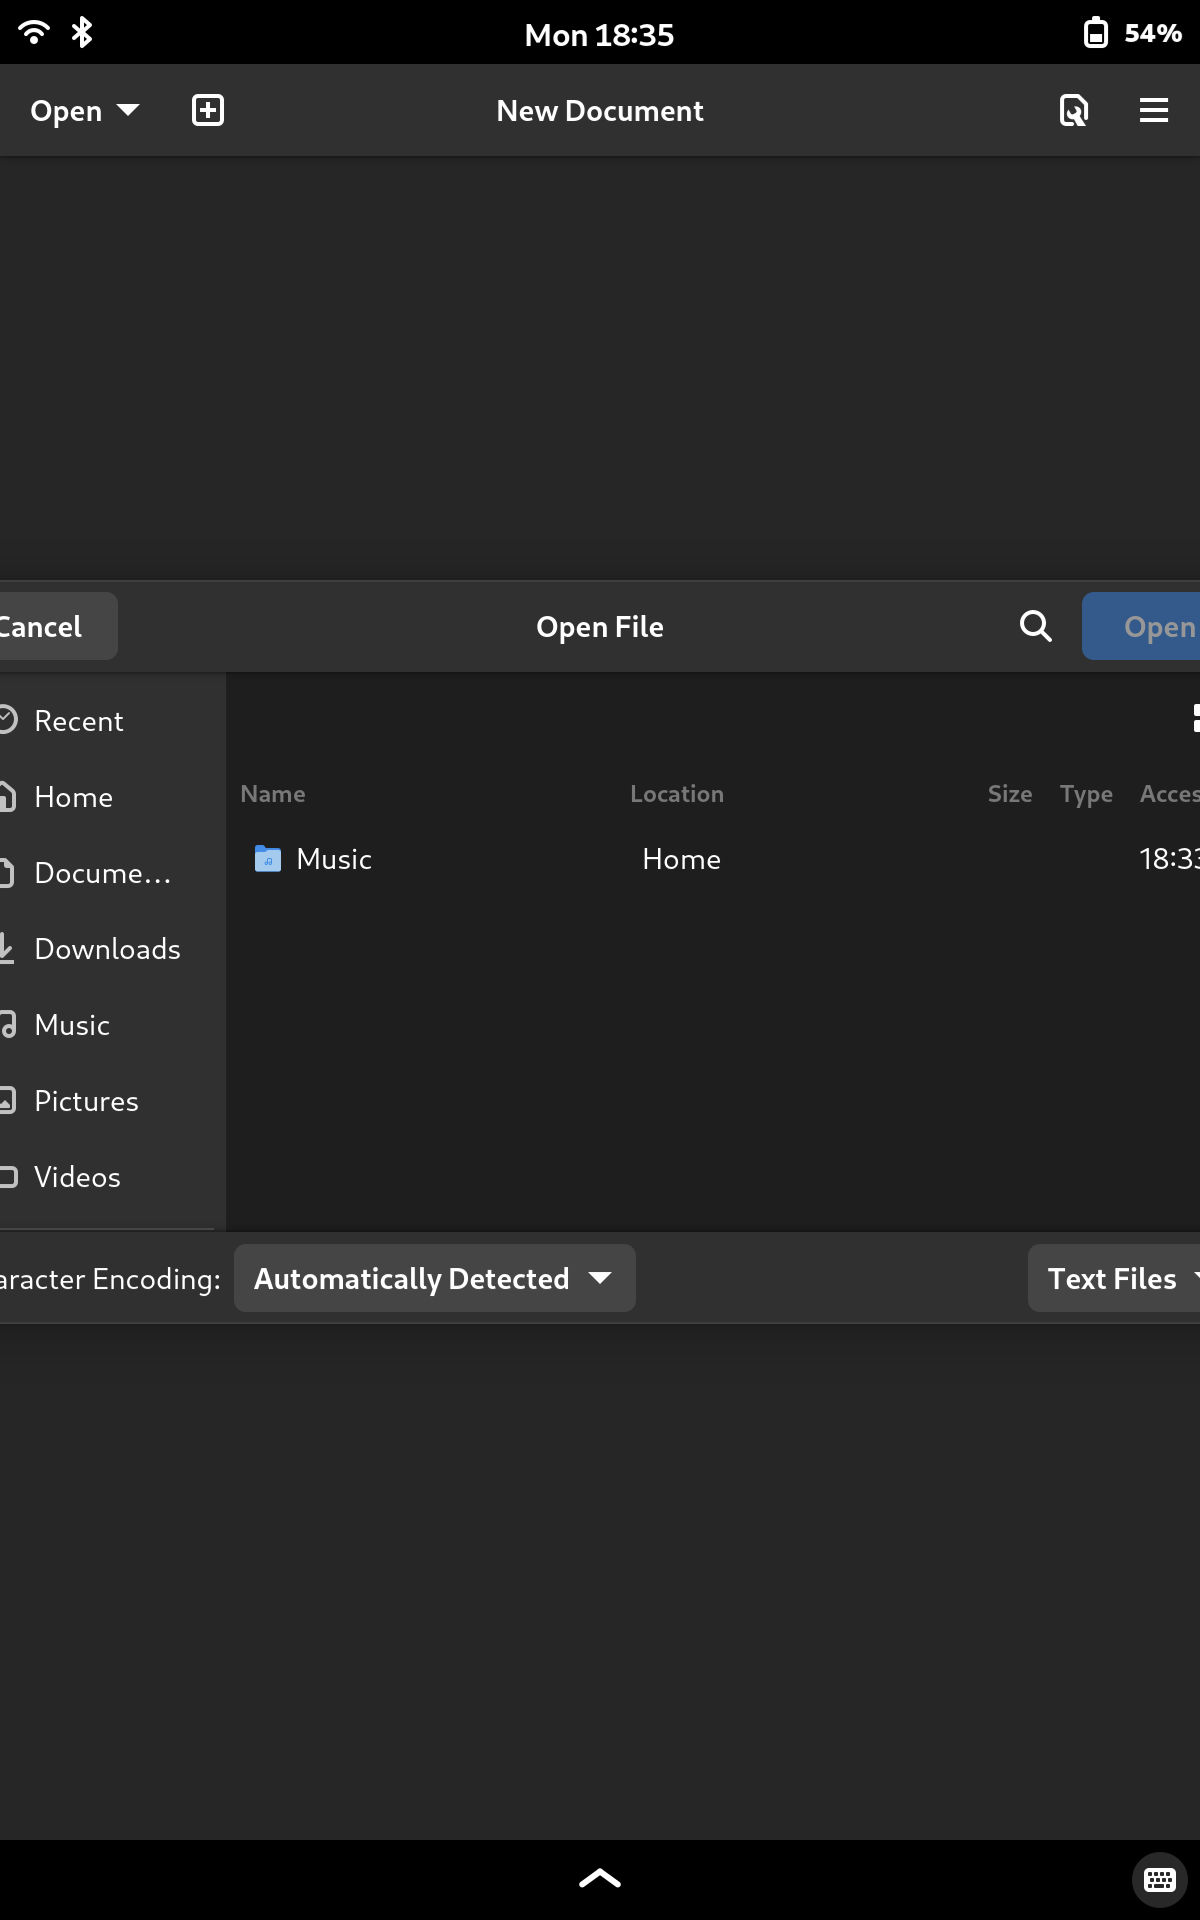 Mon 18:35
54%
Open
New Document
Cancel
Open File
Open
Recent
Home
Docume...
Downloads
Music
Pictures
Videos
Name Location Size Type Acces
Music Home 18:33
aracter Encoding:
Automatically Detected
Text Files